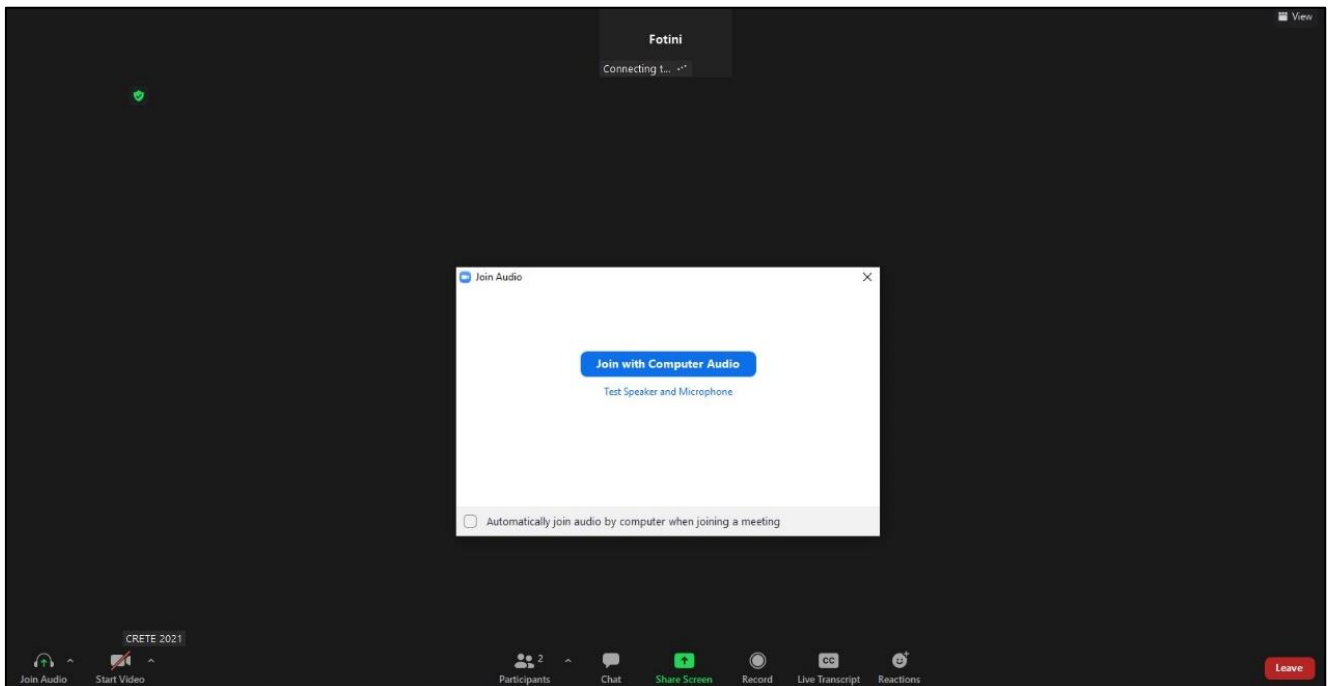 View
Fotini
Connecting t...
Join Audio
Join with Computer Audio
Test Speaker and Microphone
Automatically join audio by computer when joining a meeting
CRETE 2021
2
CC
Join Audio
Start Video
Participants
Chat
Share Screen
Record
Live Transcript
Reactions
Leave